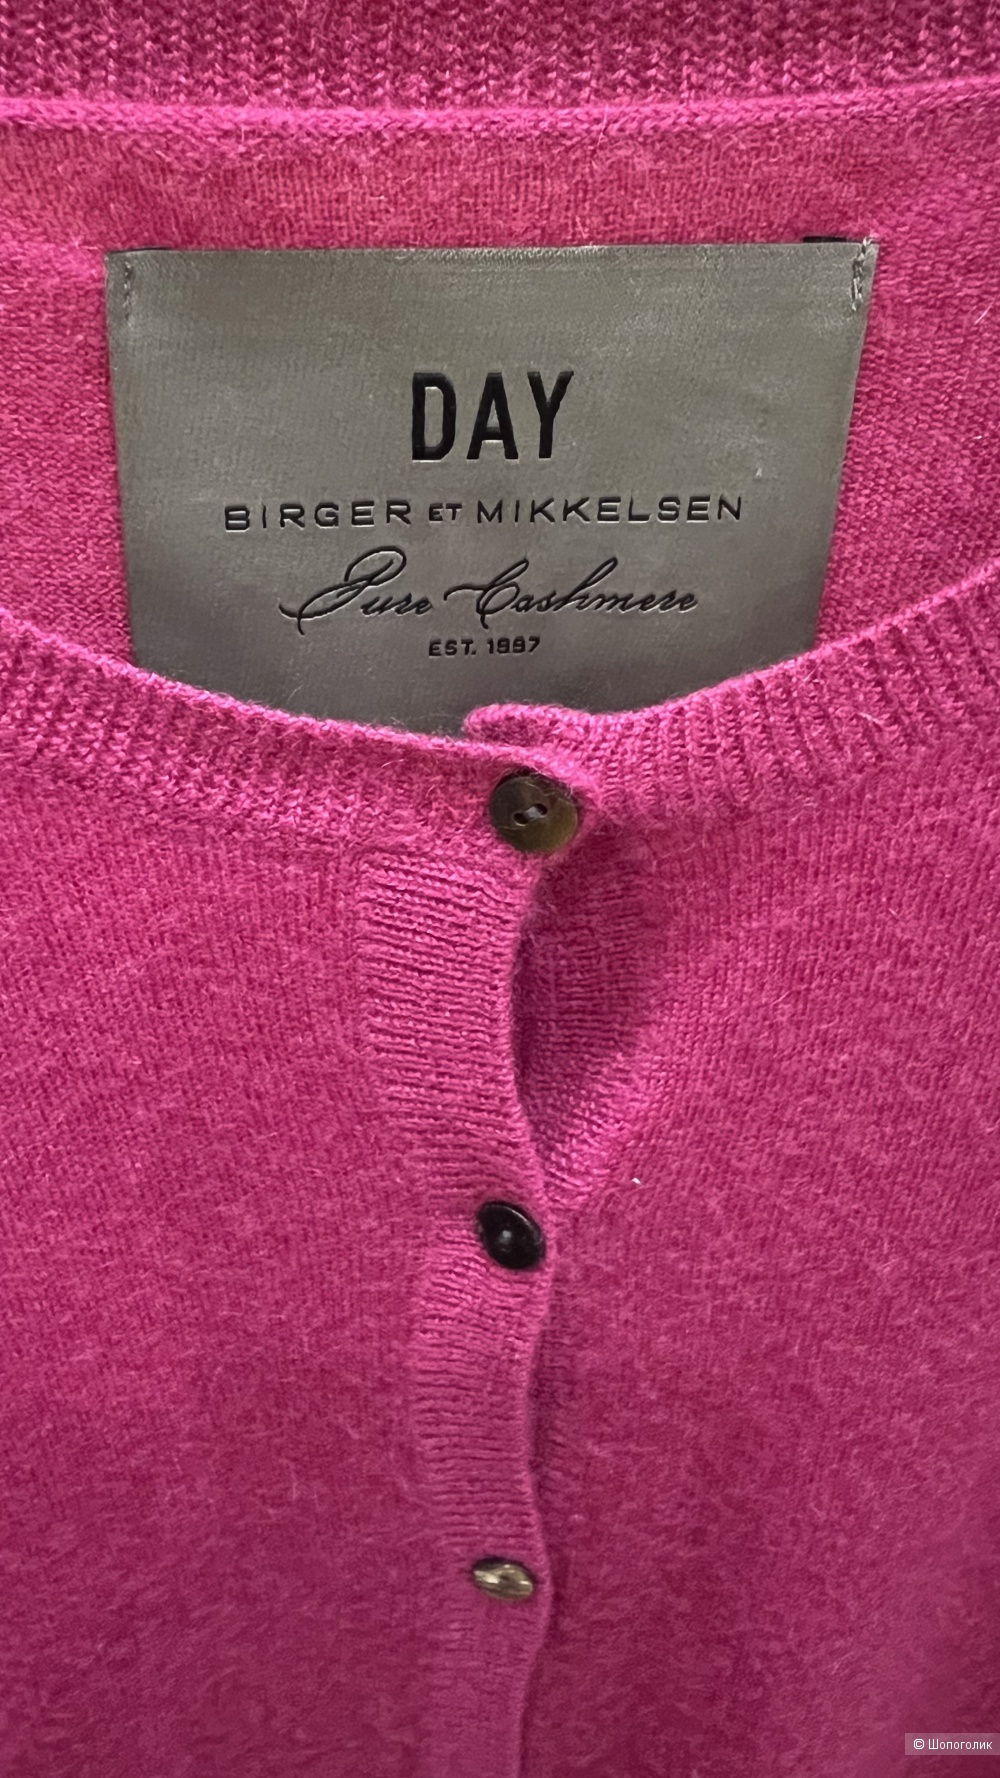 DAY
BIRGER ET MIKKELSEN
Pure Cashmere
EST. 1997
© Шопоголик